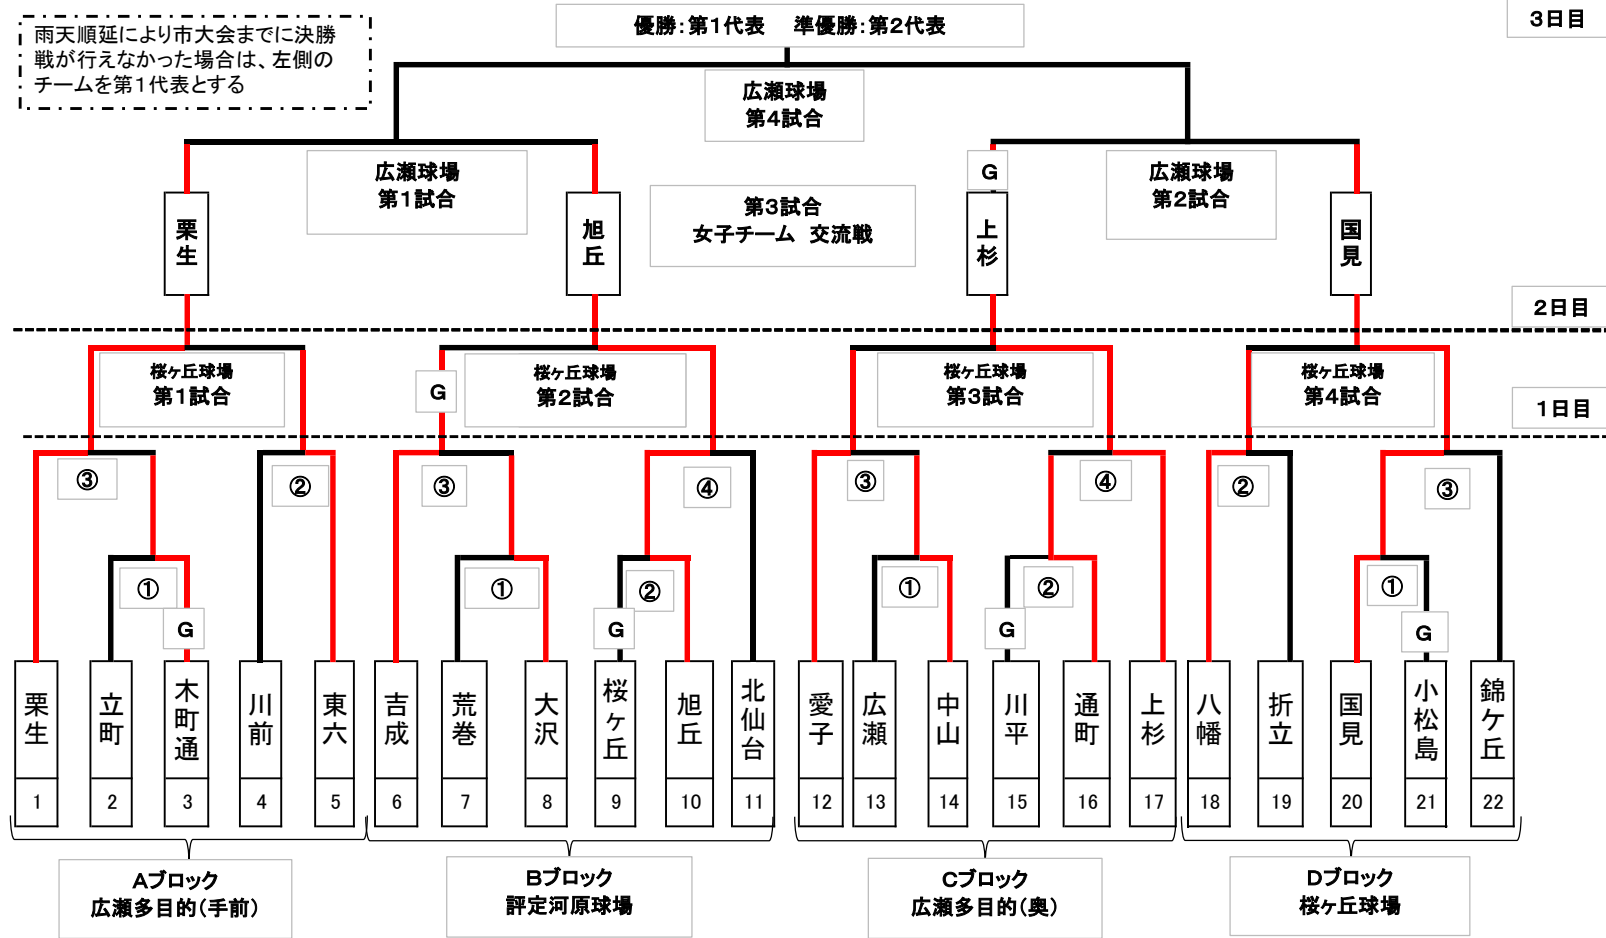 3日目
優勝：第1代表　準優勝：第2代表
雨天順延により市大会までに決勝
戦が行えなかった場合は、左側の
チームを第1代表とする
広瀬球場
第4試合
広瀬球場
第1試合
G
広瀬球場
第2試合
第3試合
女子チーム　交流戦
栗生
旭丘
上杉
国見
2日目
桜ヶ丘球場
第1試合
桜ヶ丘球場
第2試合
桜ヶ丘球場
第3試合
桜ヶ丘球場
第4試合
G
1日目
③
②
③
④
③
④
②
③
①
①
②
①
②
①
G
G
G
G
栗生
立町
木町通
川前
東六
吉成
荒巻
大沢
桜ヶ丘
旭丘
北仙台
愛子
広瀬
中山
川平
通町
上杉
八幡
折立
国見
小松島
錦ケ丘
1
2
3
4
5
6
7
8
9
10
11
12
13
14
15
16
17
18
19
20
21
22
Aブロック
広瀬多目的（手前）
Bブロック
評定河原球場
Cブロック
広瀬多目的（奥）
Dブロック
桜ヶ丘球場